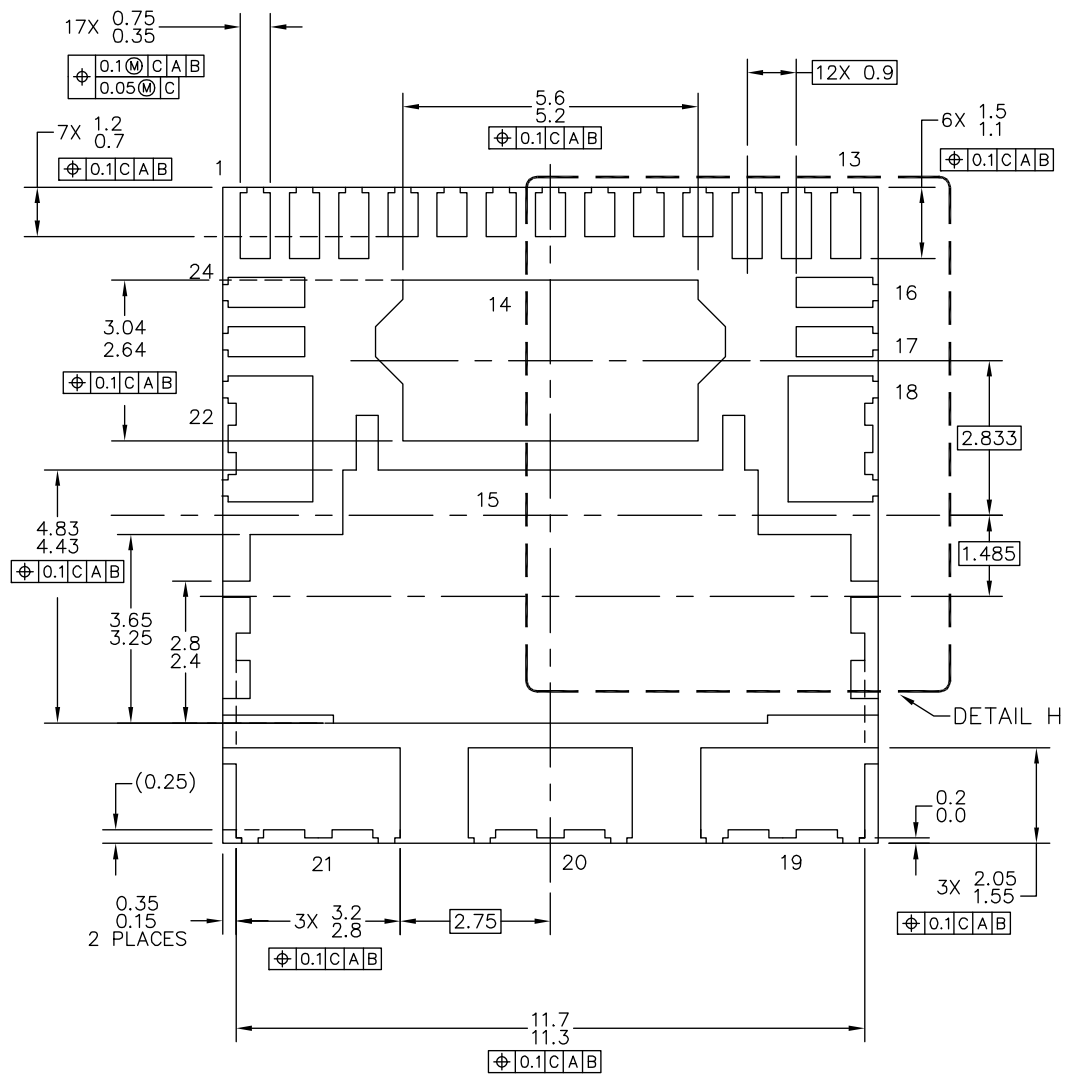 17X 0.75
0.35
⌖ 0.1Ⓜ C A B
0.05Ⓜ C
7X 1.2
0.7
⌖ 0.1 C A B
5.6
5.2
⌖ 0.1 C A B
12X 0.9
6X 1.5
1.1
⌖ 0.1 C A B
1
13
24
14
16
3.04
2.64
⌖ 0.1 C A B
17
22
18
2.833
15
4.83
4.43
⌖ 0.1 C A B
1.485
3.65
3.25
2.8
2.4
DETAIL H
(0.25)
0.2
0.0
21
20
19
0.35
0.15
2 PLACES
3X 3.2
2.8
⌖ 0.1 C A B
2.75
3X 2.05
1.55
⌖ 0.1 C A B
11.7
11.3
⌖ 0.1 C A B